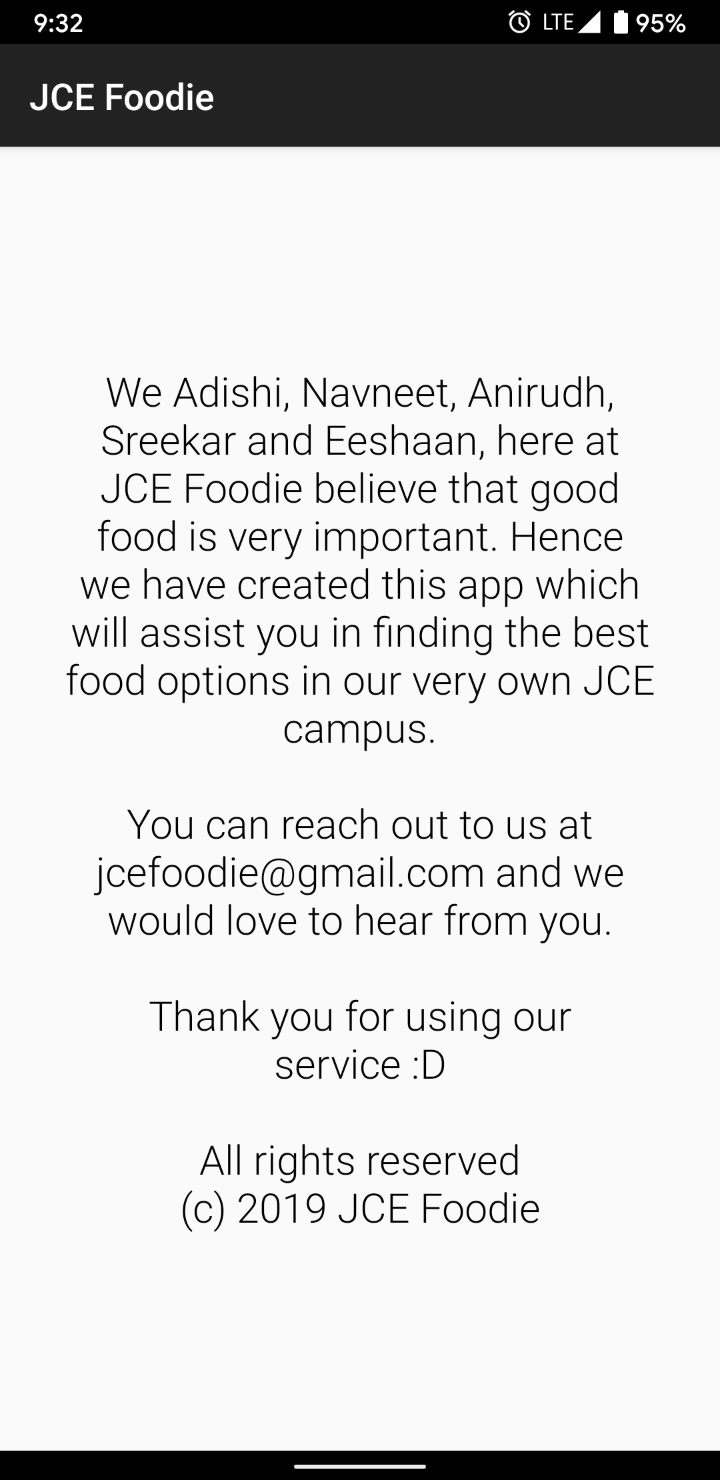 9:32 LTE 95%
JCE Foodie
We Adishi, Navneet, Anirudh,
Sreekar and Eeshaan, here at
JCE Foodie believe that good
food is very important. Hence
we have created this app which
will assist you in finding the best
food options in our very own JCE
campus.
You can reach out to us at
jcefoodie@gmail.com and we
would love to hear from you.
Thank you for using our
service :D
All rights reserved
(c) 2019 JCE Foodie